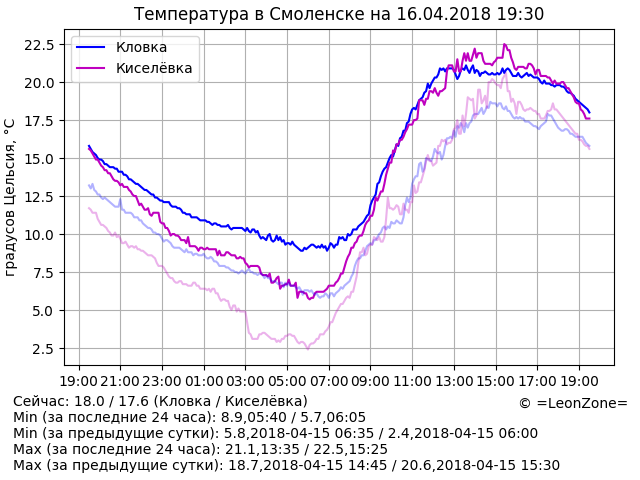 Температура в Смоленске на 16.04.2018 19:30
Кловка
Киселёвка
градусов Цельсия, °C
22.5
20.0
17.5
15.0
12.5
10.0
7.5
5.0
2.5
19:00 21:00 23:00 01:00 03:00 05:00 07:00 09:00 11:00 13:00 15:00 17:00 19:00
Сейчас: 18.0 / 17.6 (Кловка / Киселёвка)
© =LeonZone=
Min (за последние 24 часа): 8.9,05:40 / 5.7,06:05
Min (за предыдущие сутки): 5.8,2018-04-15 06:35 / 2.4,2018-04-15 06:00
Max (за последние 24 часа): 21.1,13:35 / 22.5,15:25
Max (за предыдущие сутки): 18.7,2018-04-15 14:45 / 20.6,2018-04-15 15:30